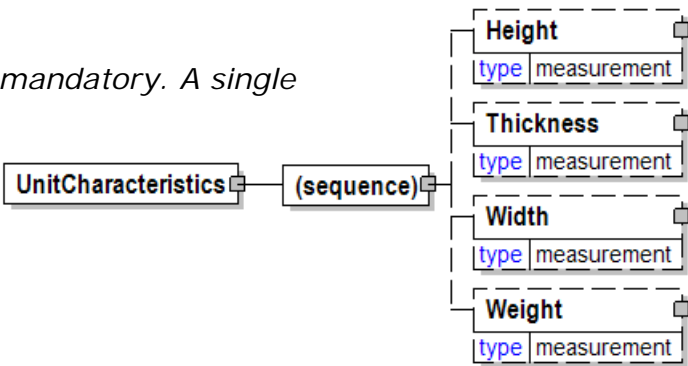 Height
type measurement
mandatory. A single
Thickness
type measurement
UnitCharacteristics (sequence)
Width
type measurement
Weight
type measurement